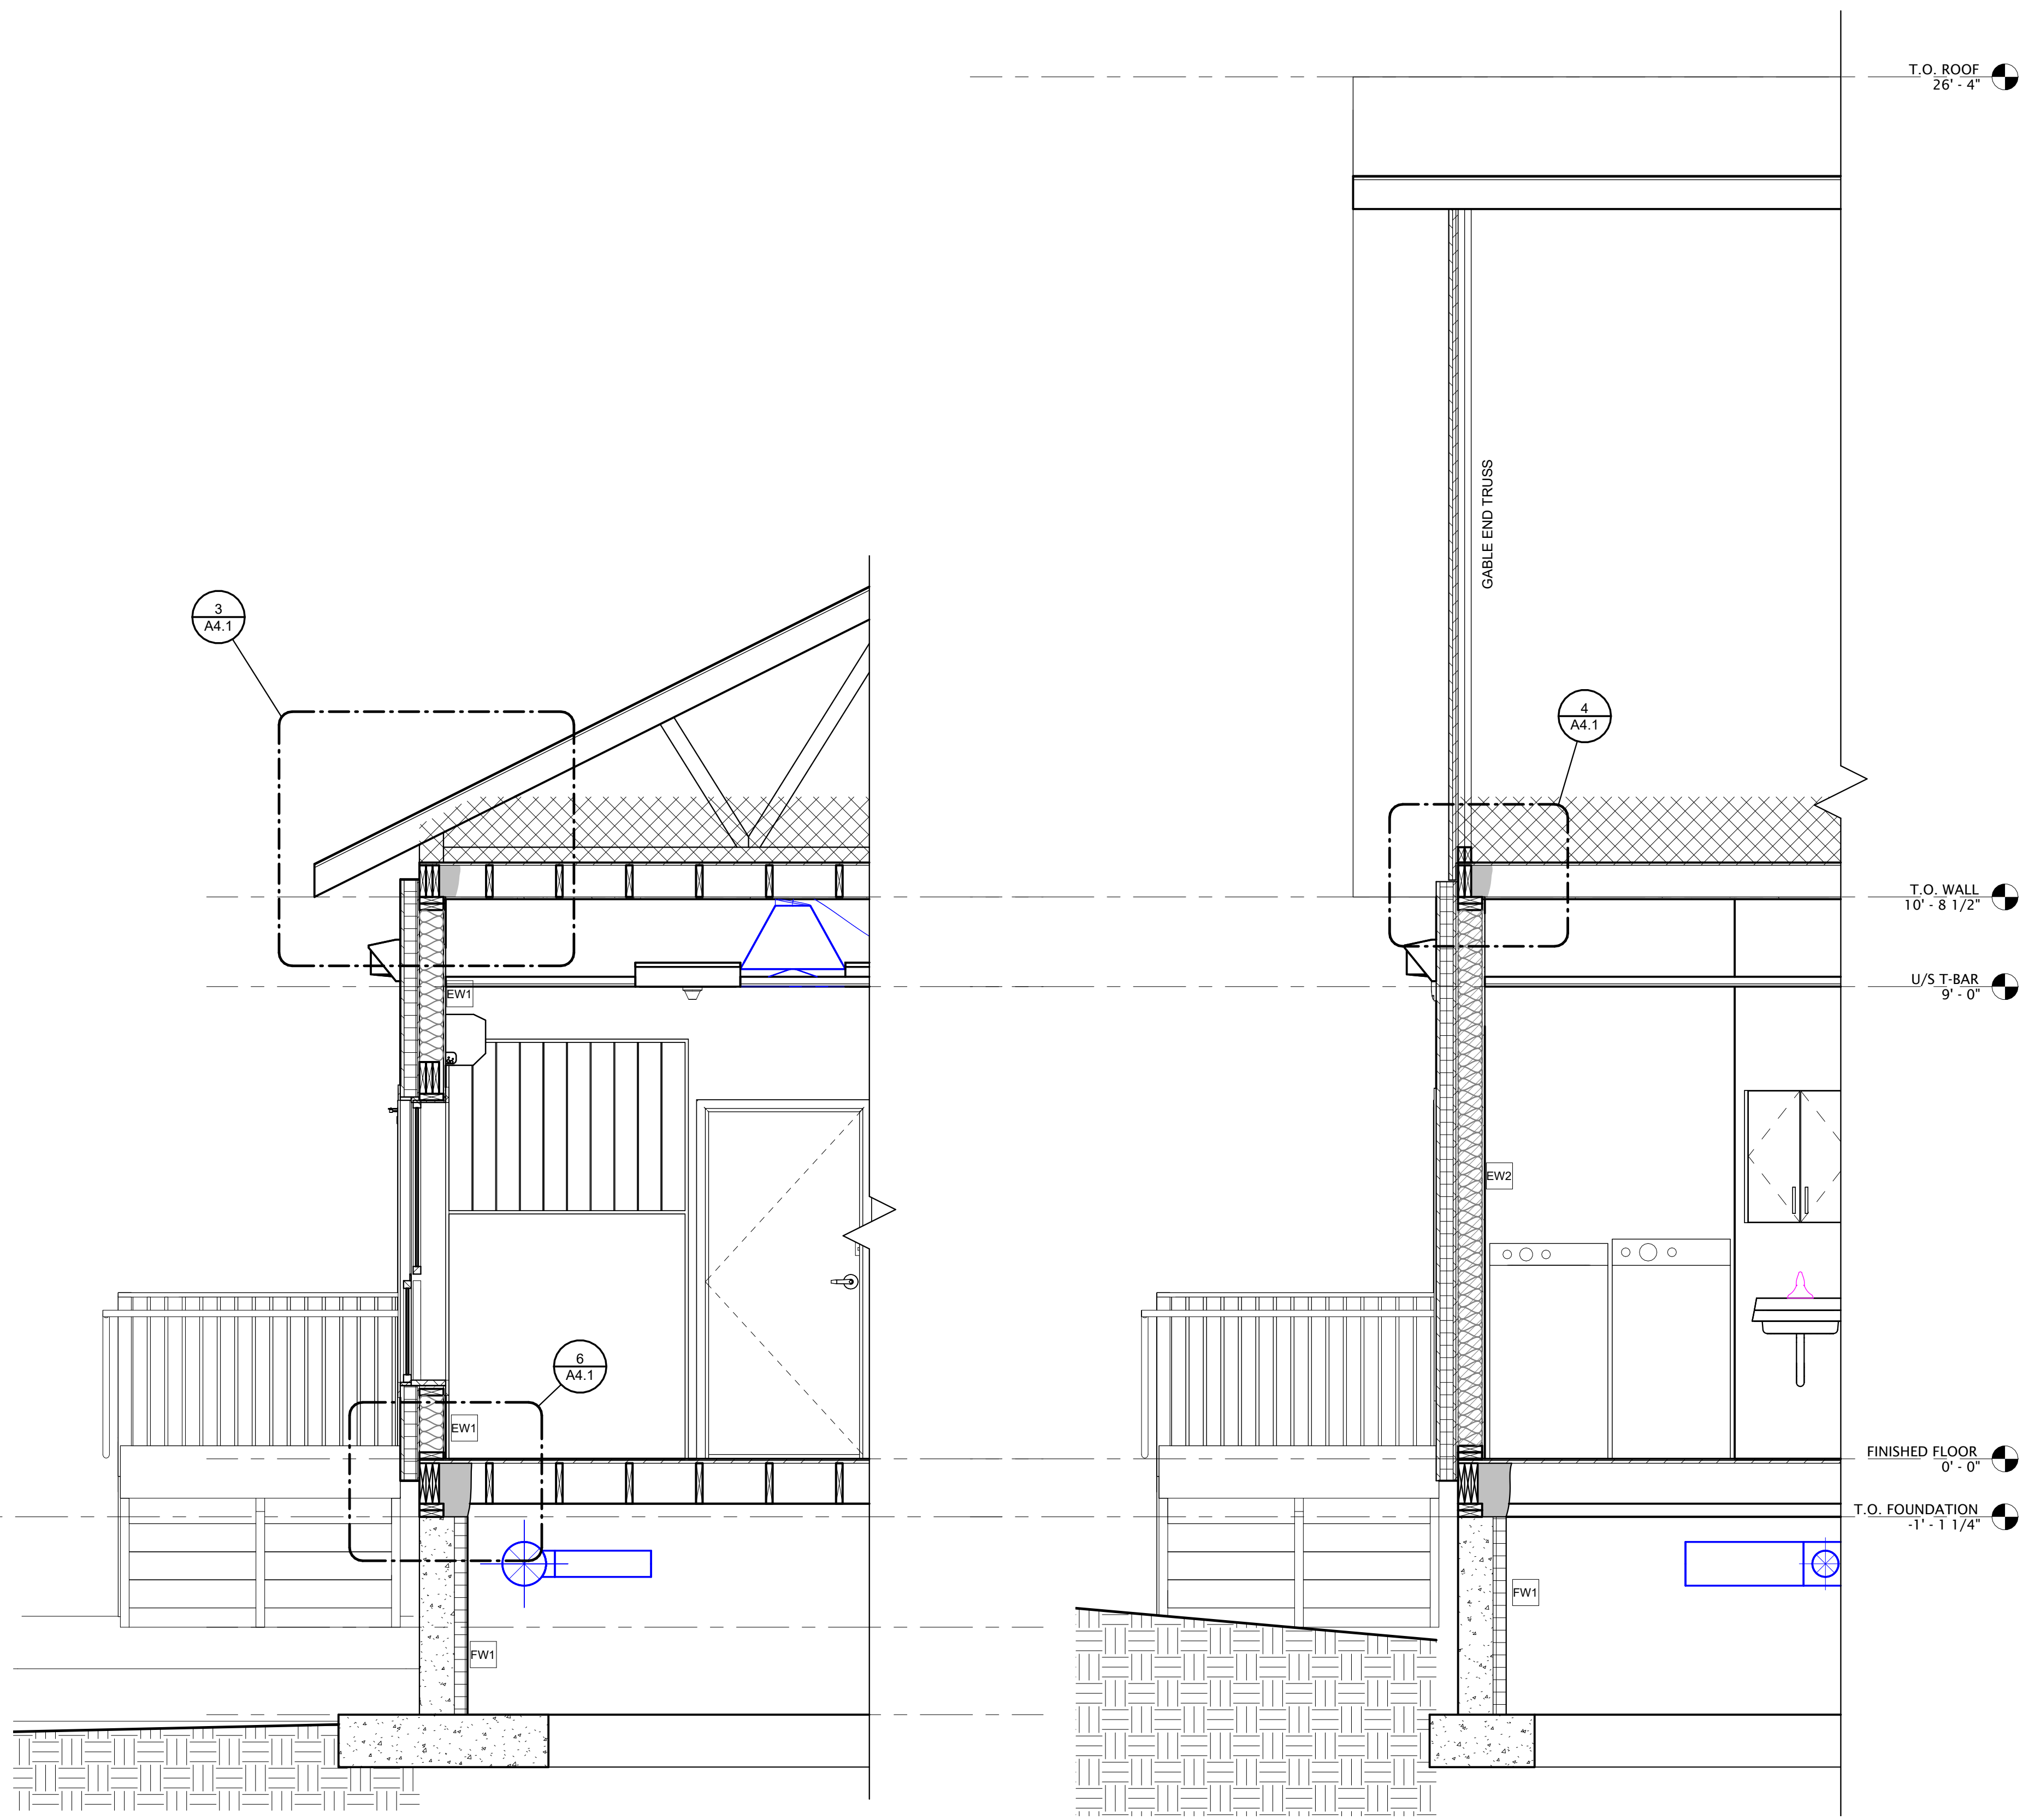 T.O. ROOF
26' - 4"
GABLE END TRUSS
3
A4.1
4
A4.1
T.O. WALL
10' - 8 1/2"
U/S T-BAR
9' - 0"
EW1
EW2
6
A4.1
EW1
FINISHED FLOOR
0' - 0"
T.O. FOUNDATION
-1' - 1 1/4"
FW1
FW1